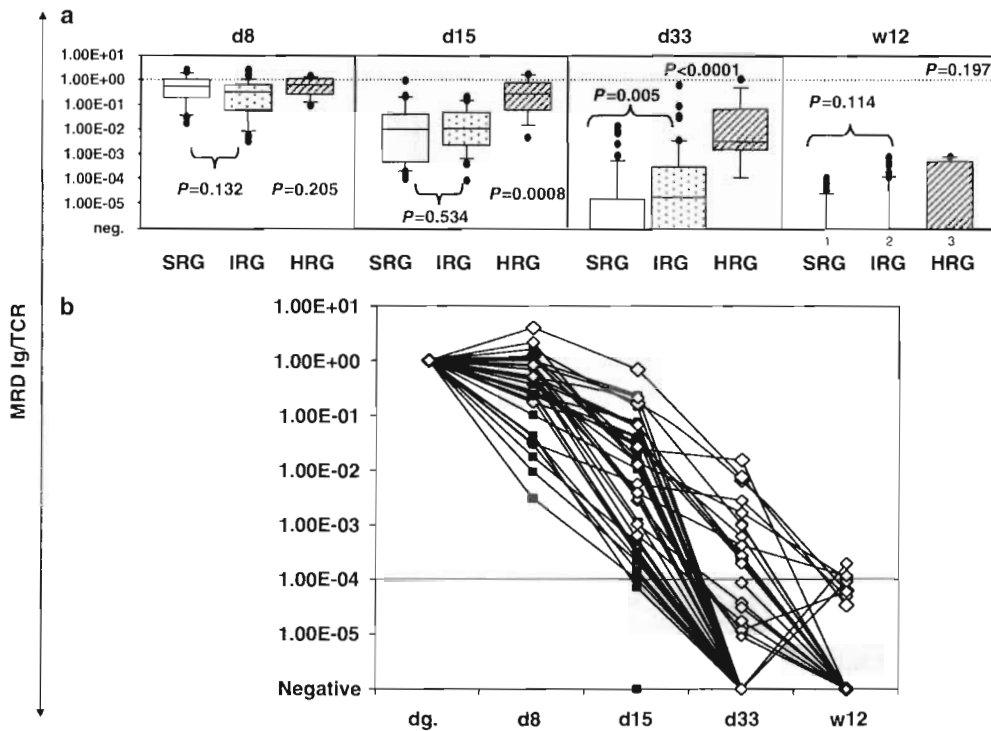 a
d8 d15 d33 w12
1.00E+01
1.00E+00
1.00E-01
1.00E-02
1.00E-03
1.00E-04
1.00E-05
neg.
P=0.132
P=0.205
P=0.534
P=0.0008
P=0.005
P<0.0001
P=0.114
P=0.197
1 2 3
SRG IRG HRG SRG IRG HRG SRG IRG HRG SRG IRG HRG
MRD Ig/TCR
b
1.00E+01
1.00E+00
1.00E-01
1.00E-02
1.00E-03
1.00E-04
1.00E-05
Negative
dg. d8 d15 d33 w12